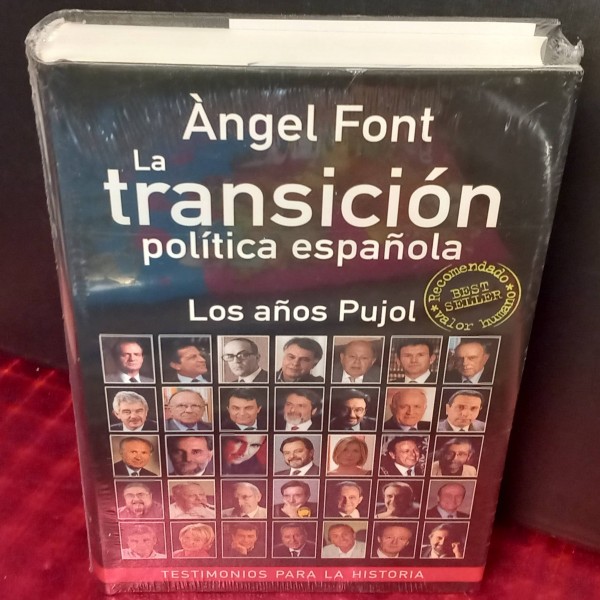 Àngel Font
La
transición
política española
Los años Pujol
Recomendado
BEST
SELLER
valor humano
TESTIMONIOS PARA LA HISTORIA